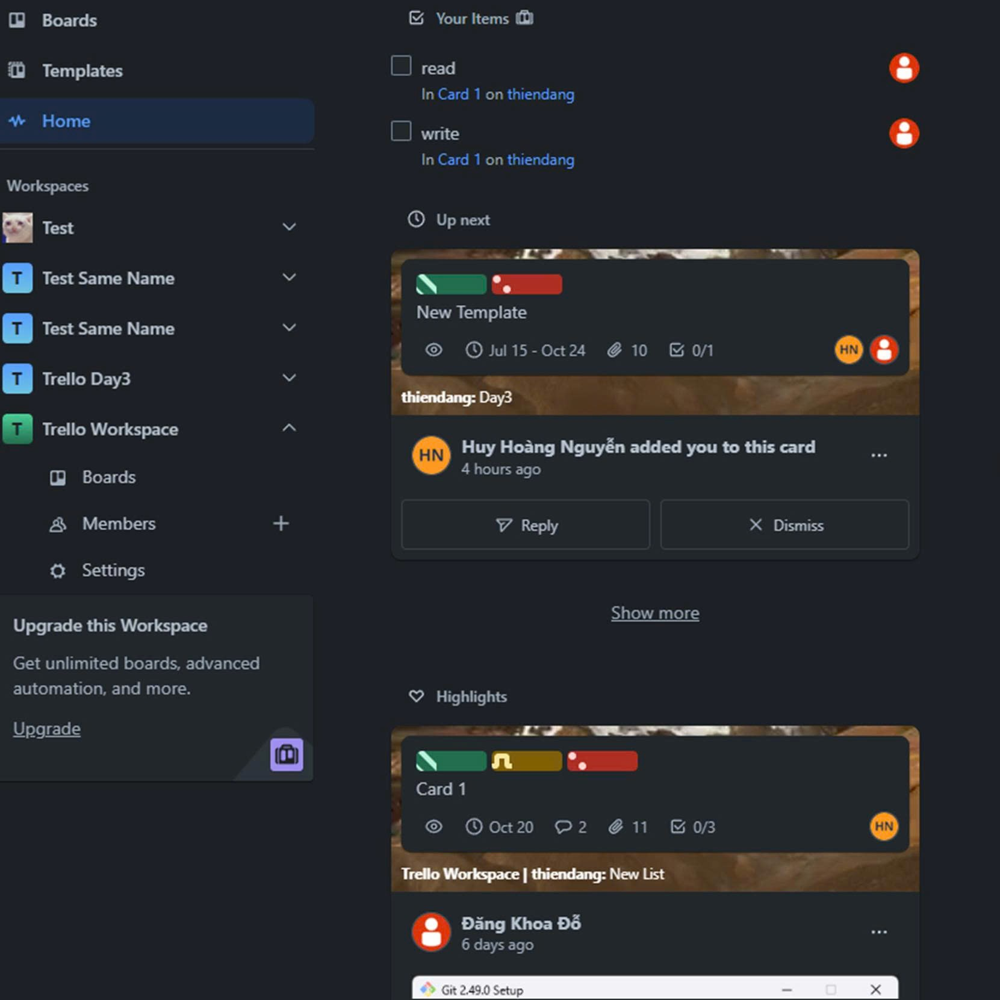 Boards
Templates
Home
Workspaces
Test
T Test Same Name
T Test Same Name
T Trello Day3
T Trello Workspace
Boards
Members
Settings
Upgrade this Workspace
Get unlimited boards, advanced
automation, and more.
Upgrade
Your Items
read
In Card 1 on thiendang
write
In Card 1 on thiendang
Up next
New Template
Jul 15 - Oct 24 10 0/1 HN
thiendang: Day3
HN Huy Hoàng Nguyễn added you to this card
4 hours ago
Reply Dismiss
Show more
Highlights
Card 1
Oct 20 2 11 0/3 HN
Trello Workspace | thiendang: New List
Đăng Khoa Đỗ
6 days ago
Git 2.49.0 Setup